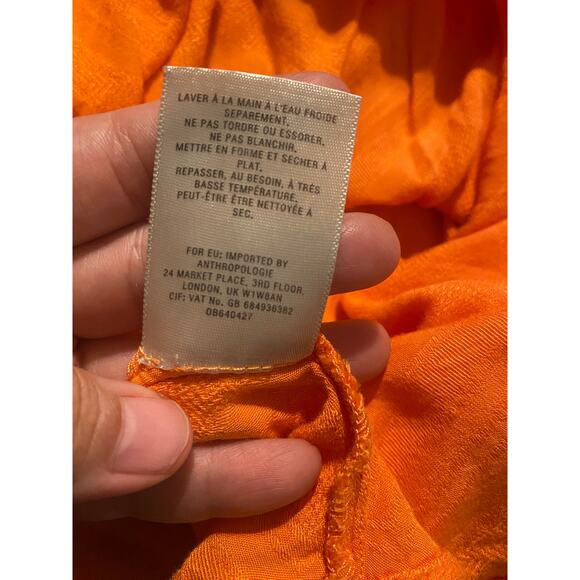 LAVER À LA MAIN À L'EAU FROIDE
SEPAREMENT.
NE PAS TORDRE OU ESSORER.
NE PAS BLANCHIR.
METTRE EN FORME ET SECHER À
PLAT.
REPASSER, AU BESOIN, À TRÉS
BASSE TEMPÉRATURE.
PEUT-ÊTRE ÊTRE NETTOYÉE À
SEC.
FOR EU: IMPORTED BY
ANTHROPOLOGIE
24 MARKET PLACE, 3RD FLOOR,
LONDON, UK W1W8AN
CIF: VAT No. GB 684936382
OB640427